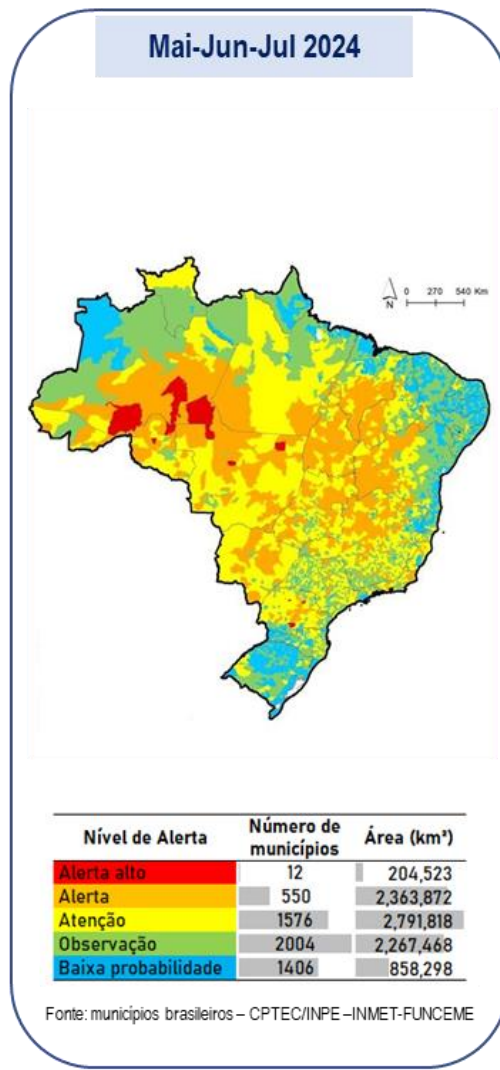 Mai-Jun-Jul 2024
N
0 270 540 Km
Nível de Alerta Número de municípios Área (km²)
Alerta alto 12 204,523
Alerta 550 2,363,872
Atenção 1576 2,791,818
Observação 2004 2,267,468
Baixa probabilidade 1406 858,298
Fonte: municípios brasileiros – CPTEC/INPE –INMET-FUNCEME